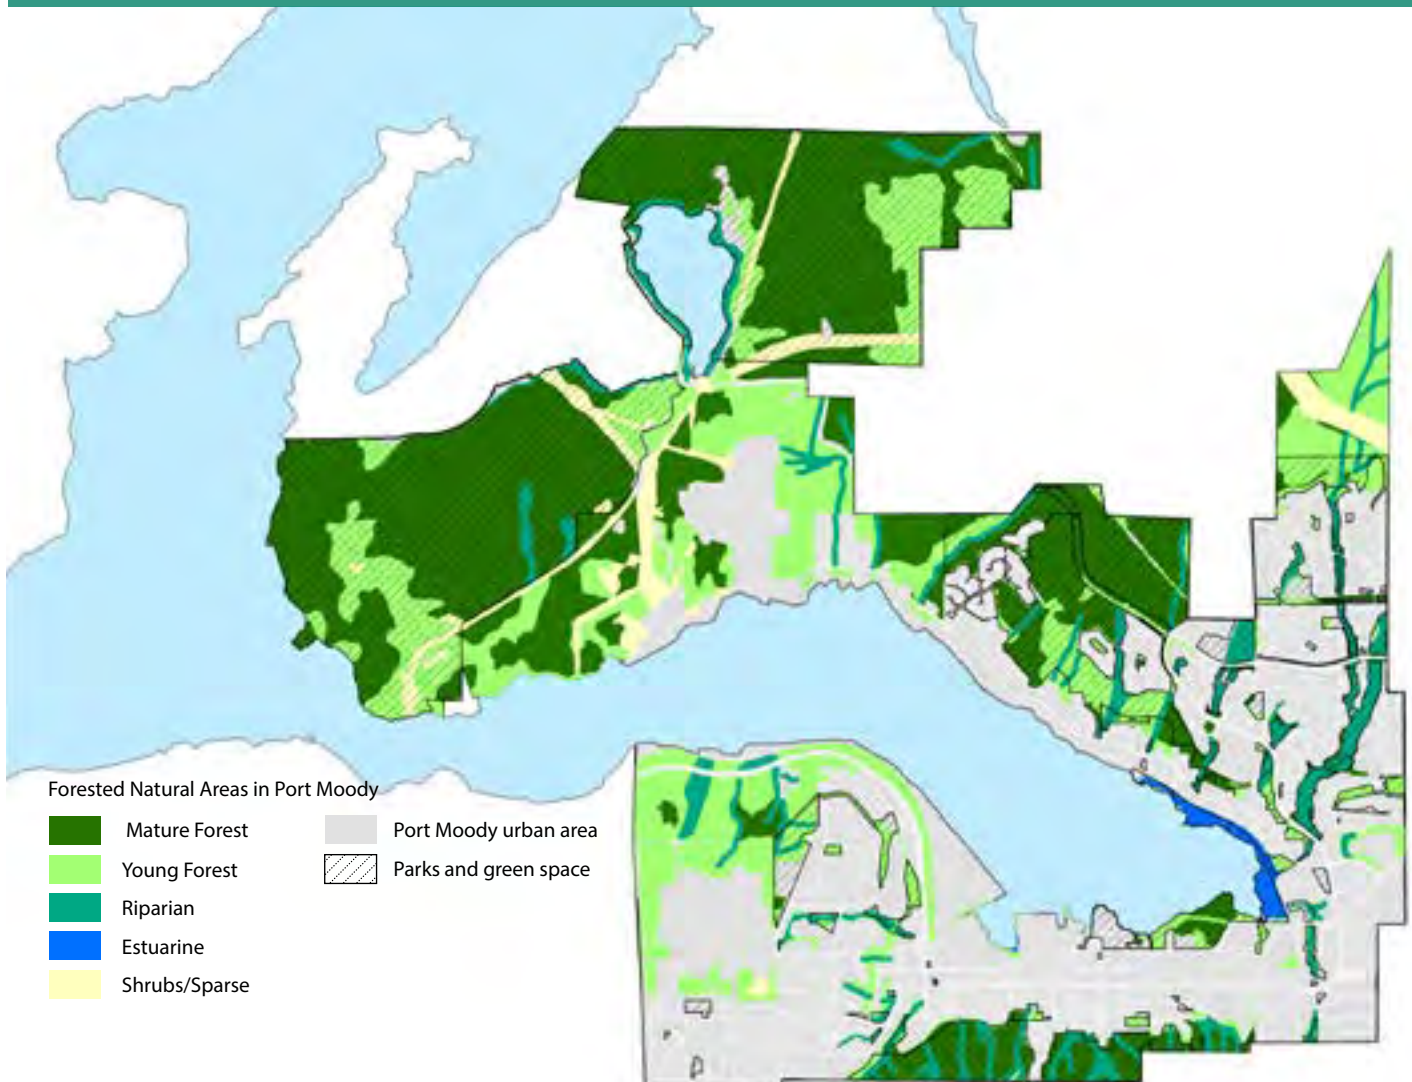 Forested Natural Areas in Port Moody
Mature Forest
Young Forest
Riparian
Estuarine
Shrubs/Sparse
Port Moody urban area
Parks and green space